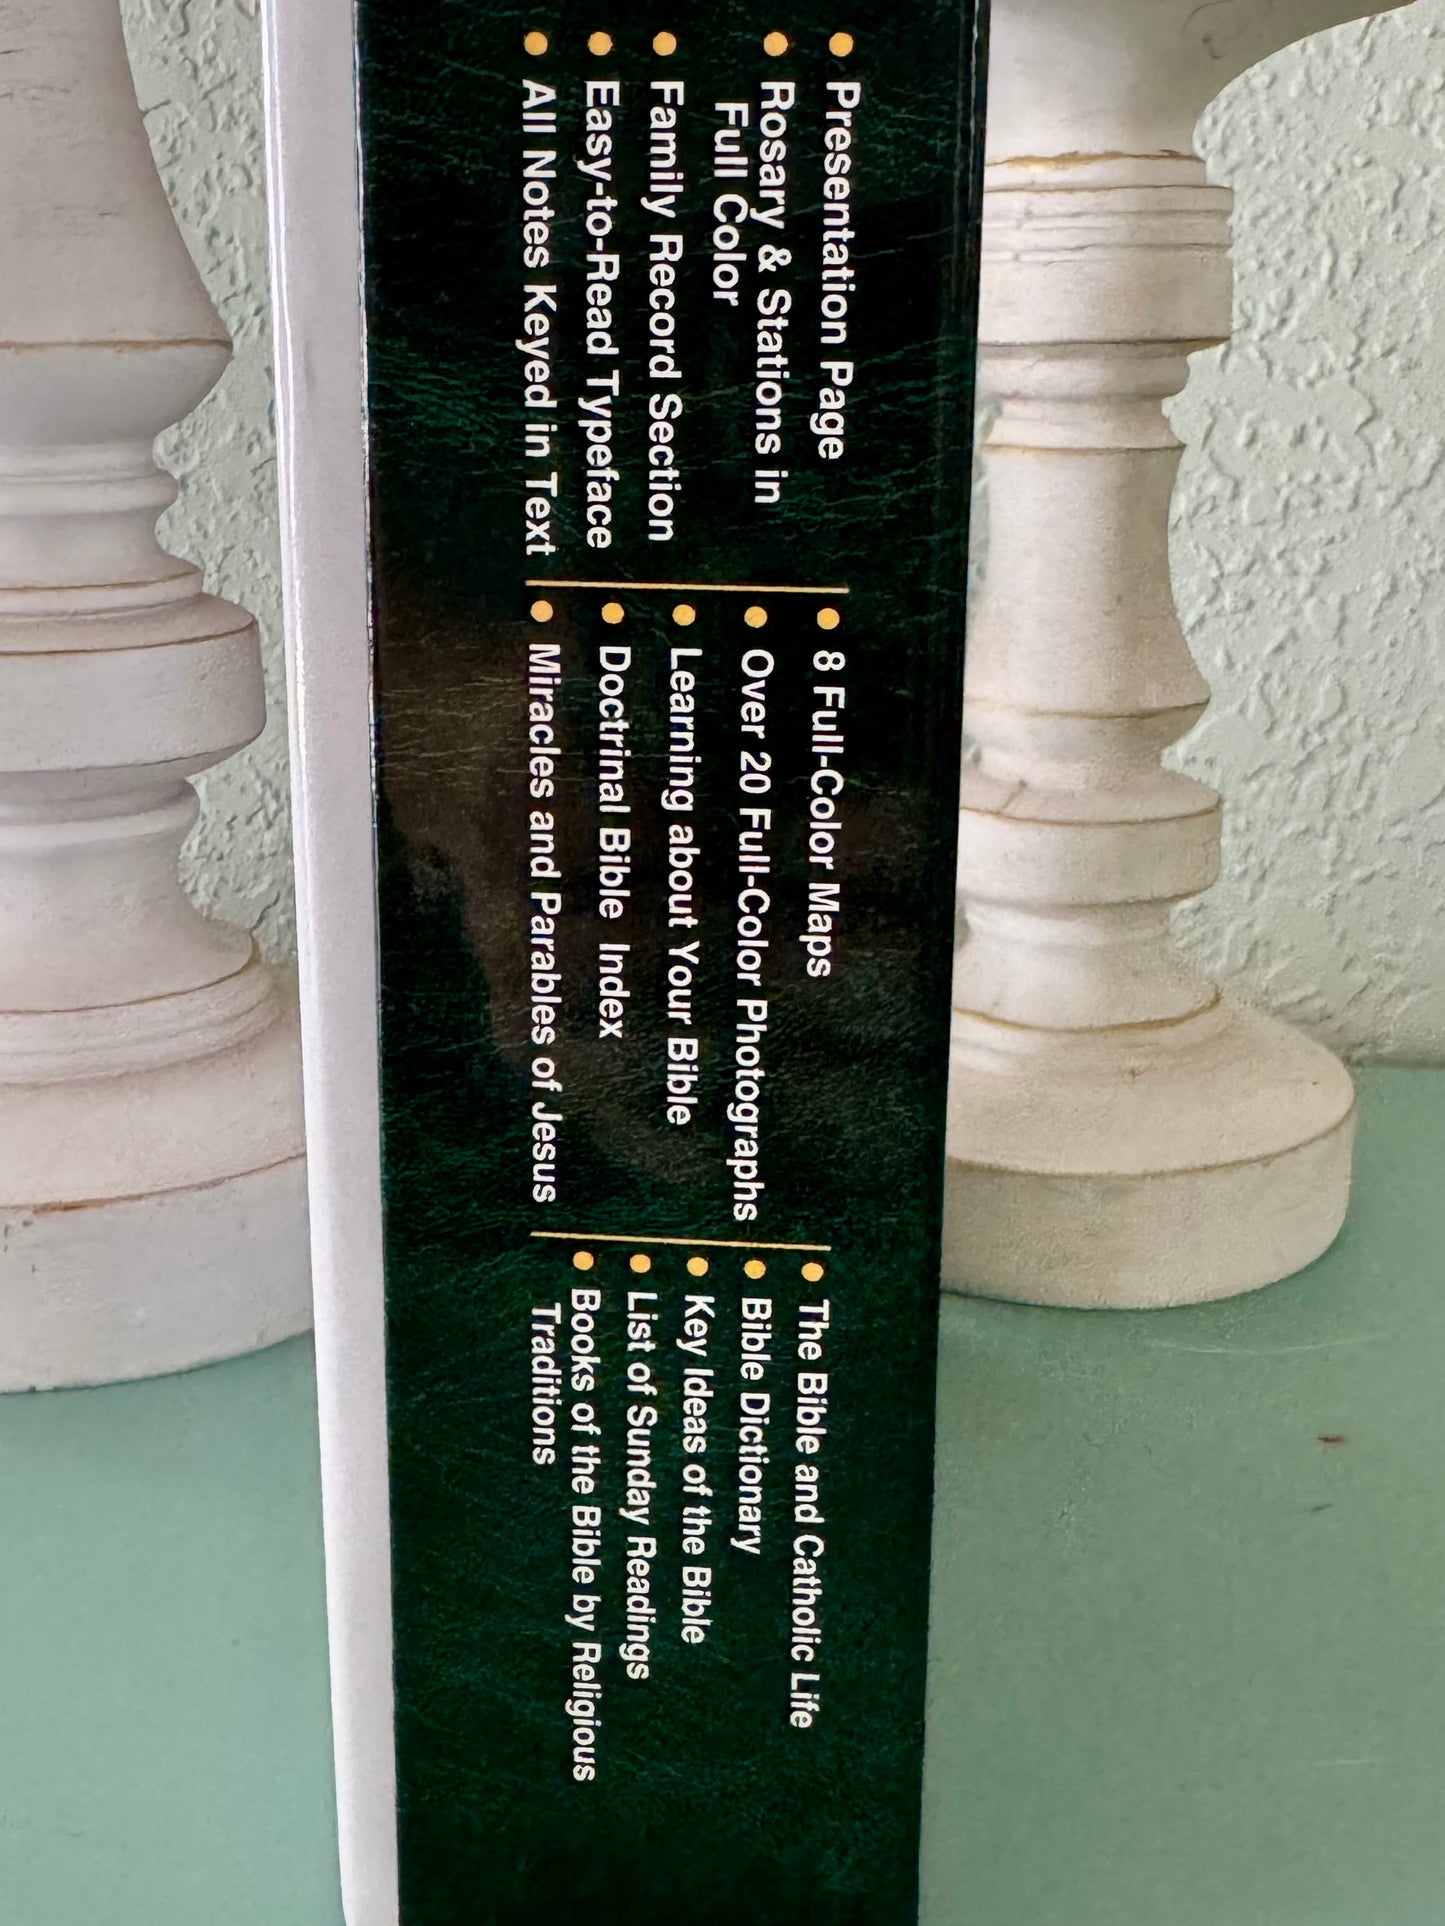 • Presentation Page
• Rosary & Stations in
Full Color
• Family Record Section
• Easy-to-Read Typeface
• All Notes Keyed in Text
• 8 Full-Color Maps
• Over 20 Full-Color Photographs
• Learning about Your Bible
• Doctrinal Bible Index
• Miracles and Parables of Jesus
• The Bible and Catholic Life
• Bible Dictionary
• Key Ideas of the Bible
• List of Sunday Readings
• Books of the Bible by Religious
Traditions